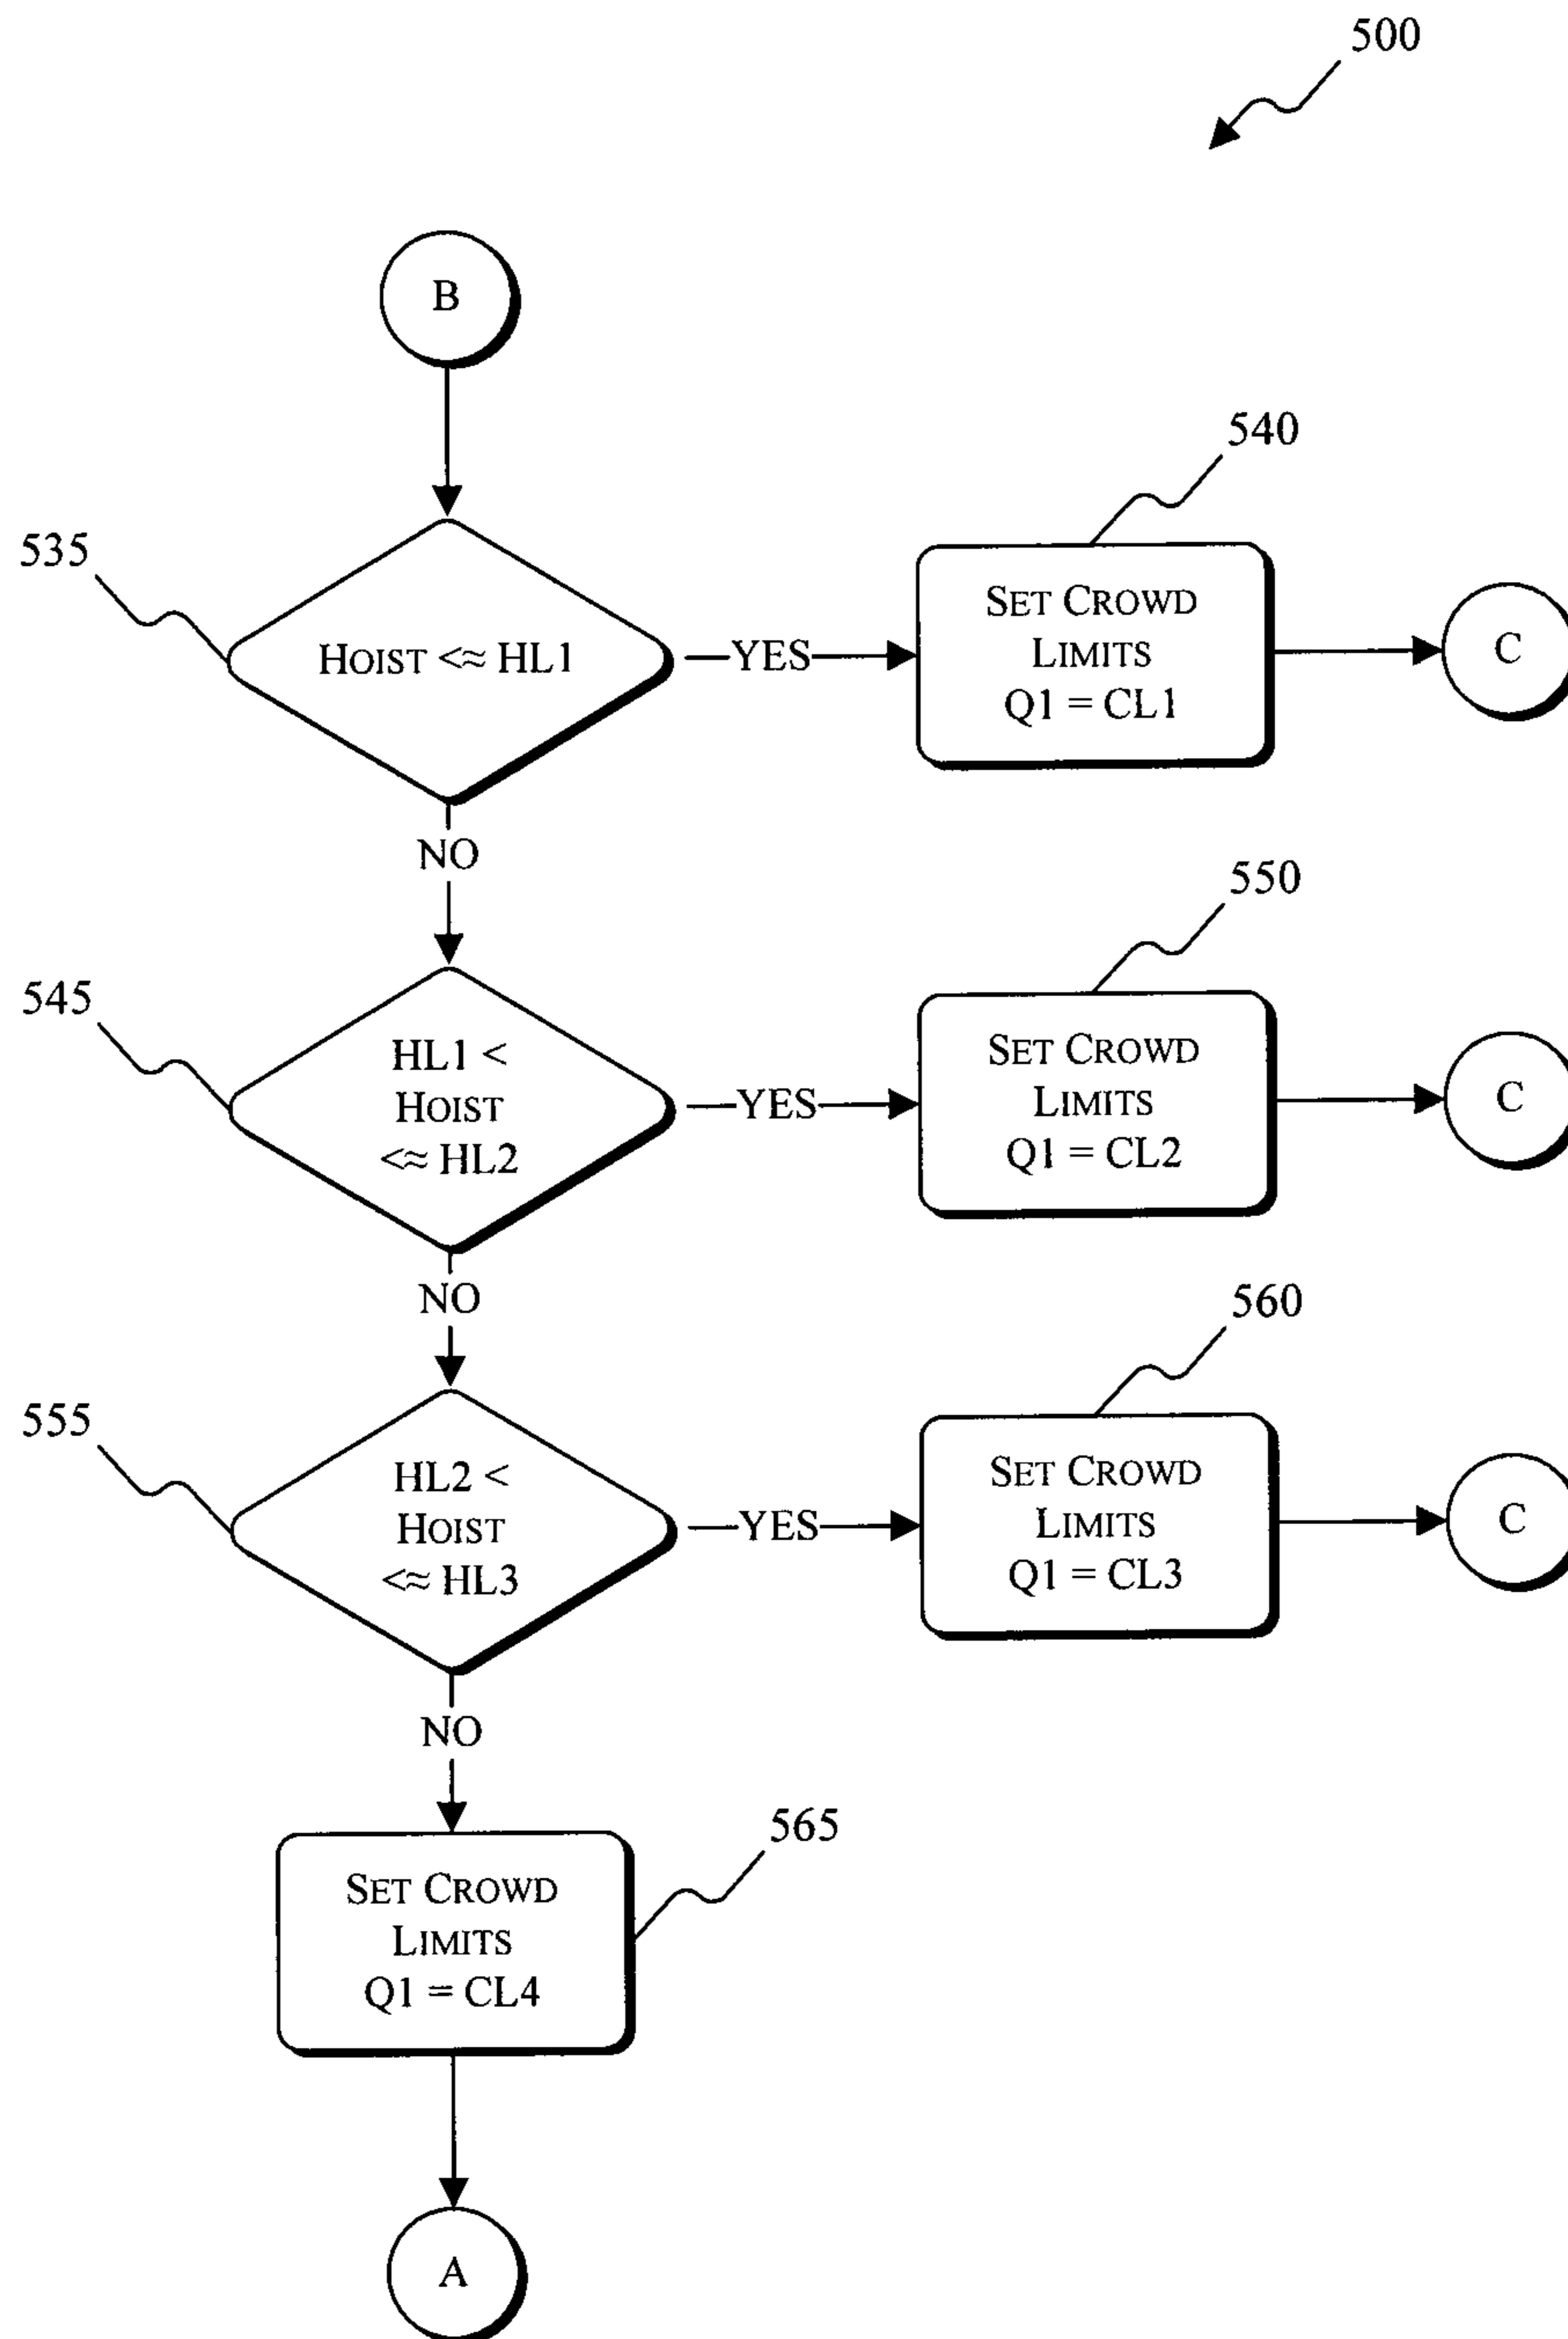 500
B
540
535
HOIST <≈ HL1
YES
SET CROWD
LIMITS
Q1 = CL1
C
NO
550
545
HL1 <
HOIST
<≈ HL2
YES
SET CROWD
LIMITS
Q1 = CL2
C
NO
560
555
HL2 <
HOIST
<≈ HL3
YES
SET CROWD
LIMITS
Q1 = CL3
C
NO
565
SET CROWD
LIMITS
Q1 = CL4
A